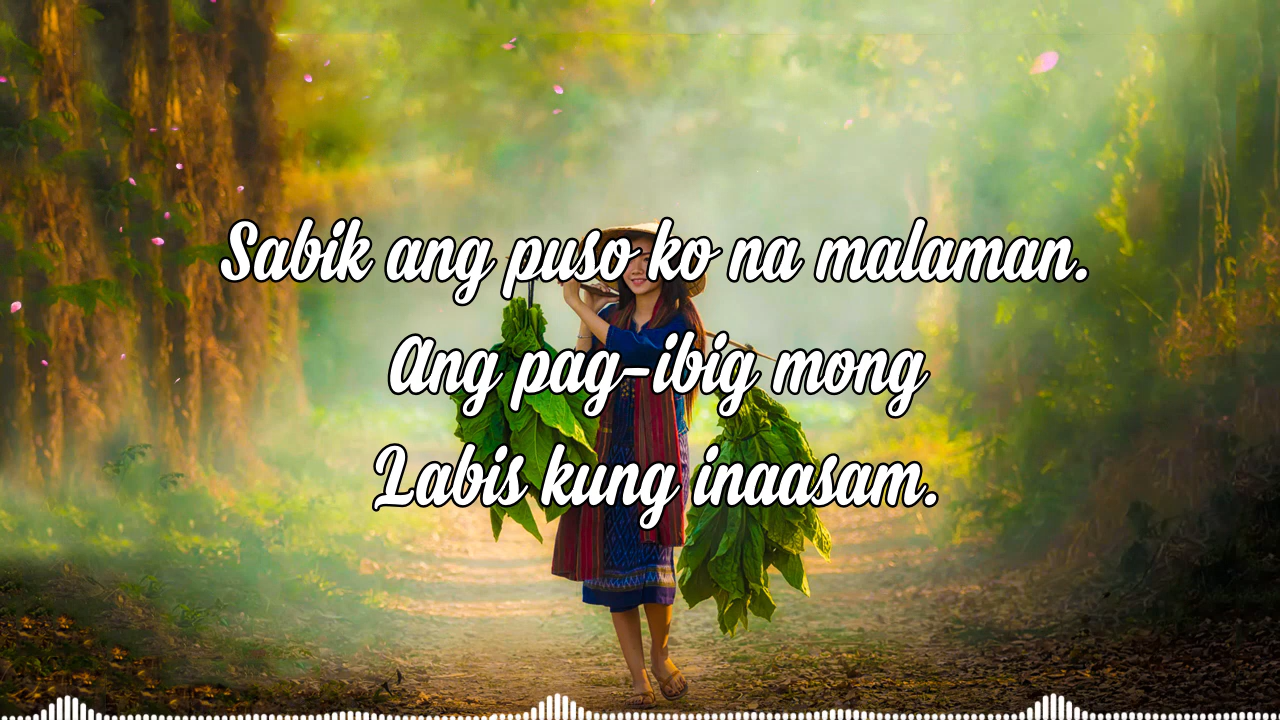 Sabik ang puso ko na malaman.
Ang pag-ibig mong
Labis kung inaasam.